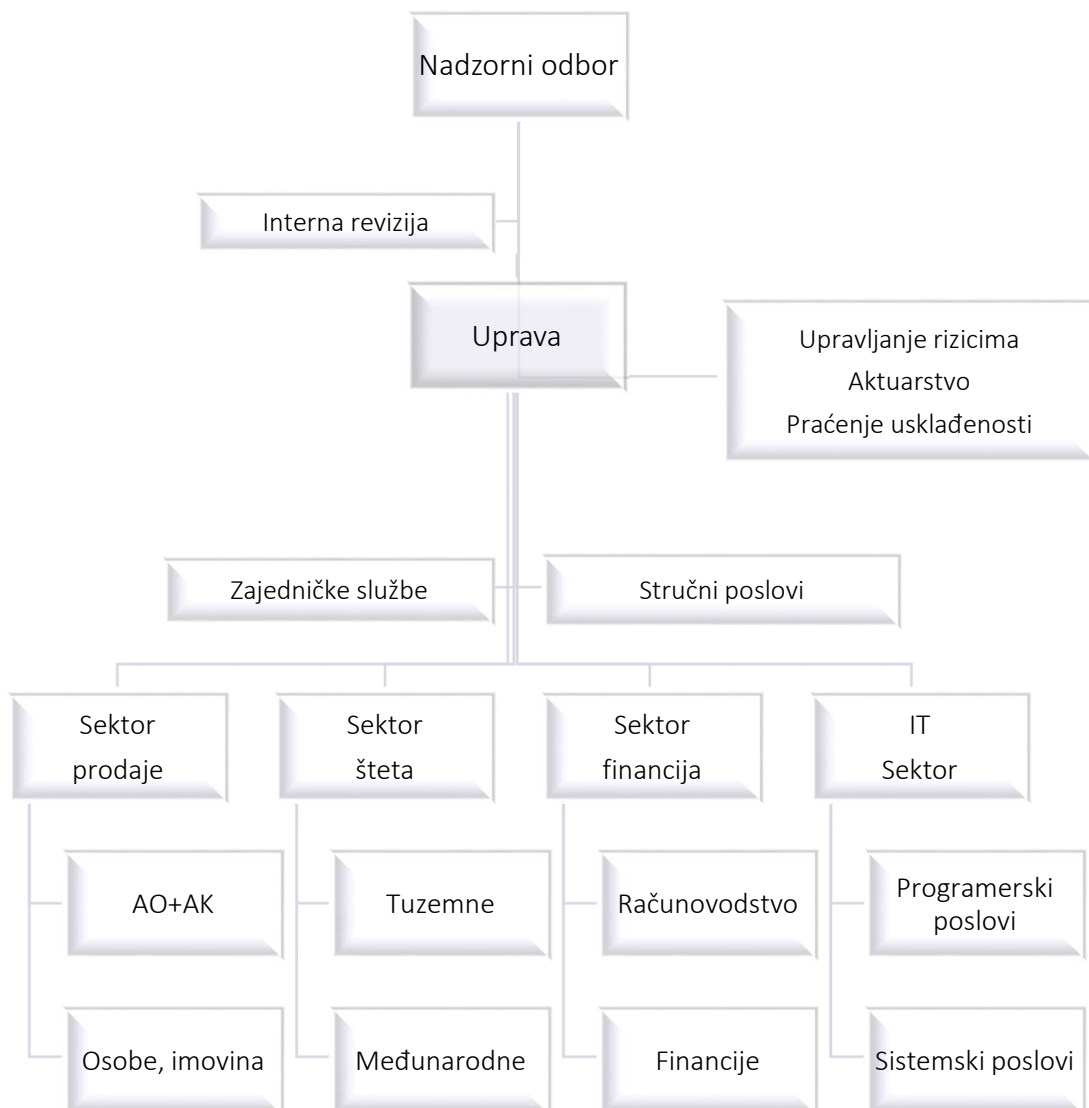 Nadzorni odbor
Interna revizija
Uprava
Upravljanje rizicima
Aktuarstvo
Praćenje usklađenosti
Zajedničke službe
Stručni poslovi
Sektor
prodaje
Sektor
šteta
Sektor
financija
IT
Sektor
AO+AK
Tuzemne
Računovodstvo
Programerski
poslovi
Osobe, imovina
Međunarodne
Financije
Sistemski poslovi